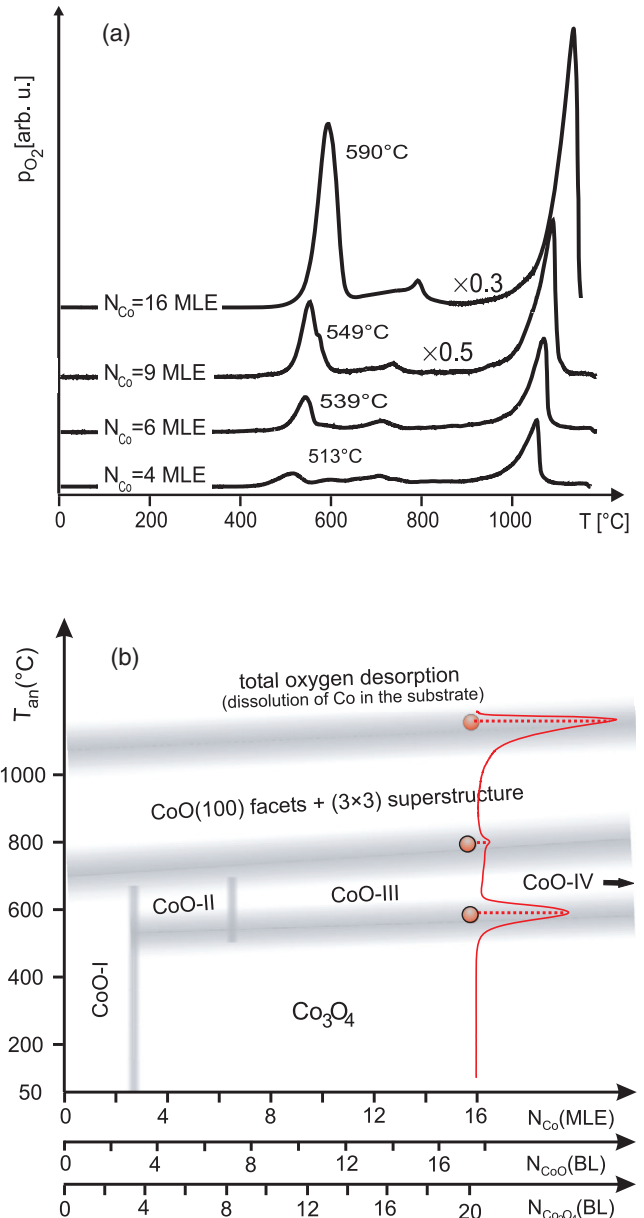 (a)
p_O₂[arb. u.]
590°C
×0.3
N_Co=16 MLE
549°C
×0.5
N_Co=9 MLE
539°C
N_Co=6 MLE
513°C
N_Co=4 MLE
0 200 400 600 800 1000 T [°C]
(b)
T_an(°C)
total oxygen desorption
(dissolution of Co in the substrate)
1000
CoO(100) facets + (3×3) superstructure
800
CoO-IV
CoO-II CoO-III
600
400
CoO-I
Co₃O₄
200
50
0 4 8 12 16 N_Co(MLE)
0 4 8 12 16 N_CoO(BL)
0 4 8 12 16 20 N_Co₃O₄(BL)